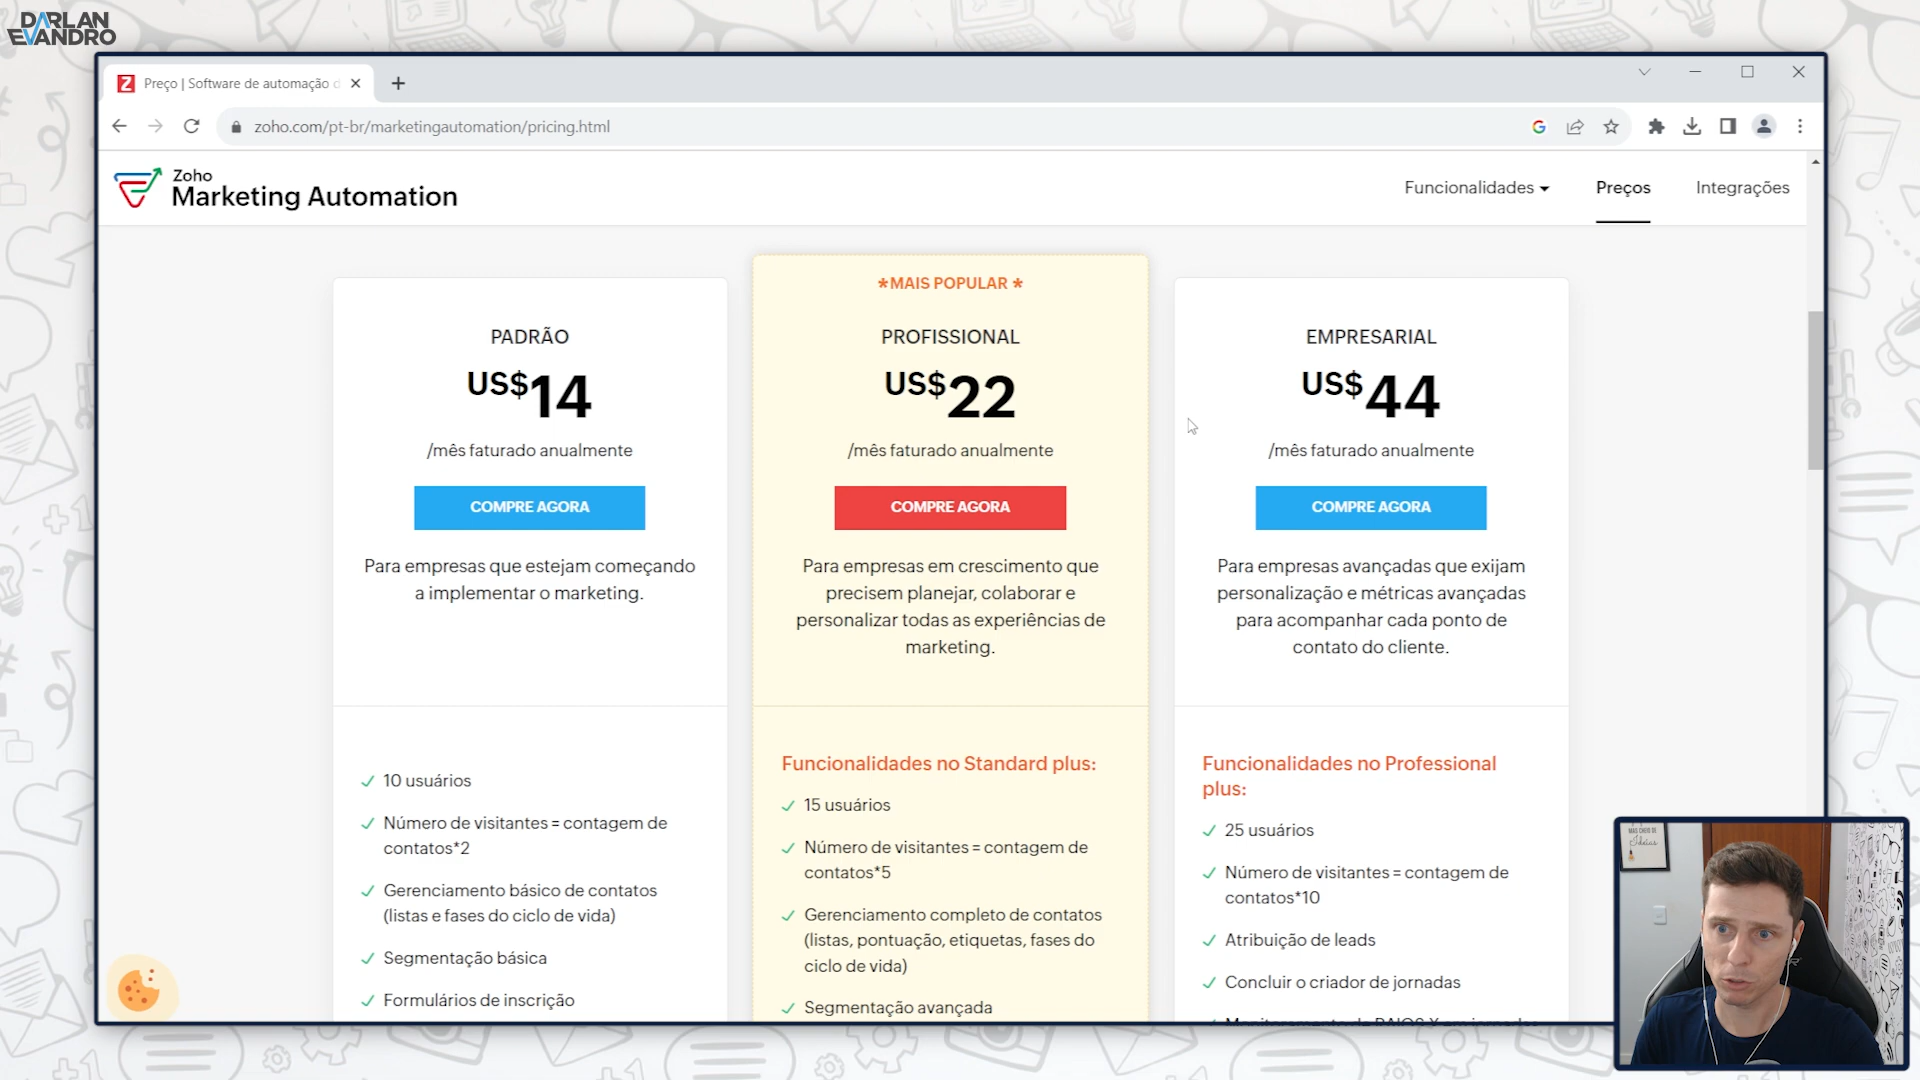 DARLAN
EVANDRO
Preço | Software de automação d
zoho.com/pt-br/marketingautomation/pricing.html
Zoho
Marketing Automation
Funcionalidades
Preços
Integrações
*MAIS POPULAR *
PADRÃO
US$14
/mês faturado anualmente
COMPRE AGORA
Para empresas que estejam começando
a implementar o marketing.
10 usuários
Número de visitantes = contagem de
contatos*2
Gerenciamento básico de contatos
(listas e fases do ciclo de vida)
Segmentação básica
Formulários de inscrição
PROFISSIONAL
US$22
/mês faturado anualmente
COMPRE AGORA
Para empresas em crescimento que
precisem planejar, colaborar e
personalizar todas as experiências de
marketing.
Funcionalidades no Standard plus:
15 usuários
Número de visitantes = contagem de
contatos*5
Gerenciamento completo de contatos
(listas, pontuação, etiquetas, fases do
ciclo de vida)
Segmentação avançada
EMPRESARIAL
US$44
/mês faturado anualmente
COMPRE AGORA
Para empresas avançadas que exijam
personalização e métricas avançadas
para acompanhar cada ponto de
contato do cliente.
Funcionalidades no Professional
plus:
25 usuários
Número de visitantes = contagem de
contatos*10
Atribuição de leads
Concluir o criador de jornadas
MAIS CHEIO DE
Ideias